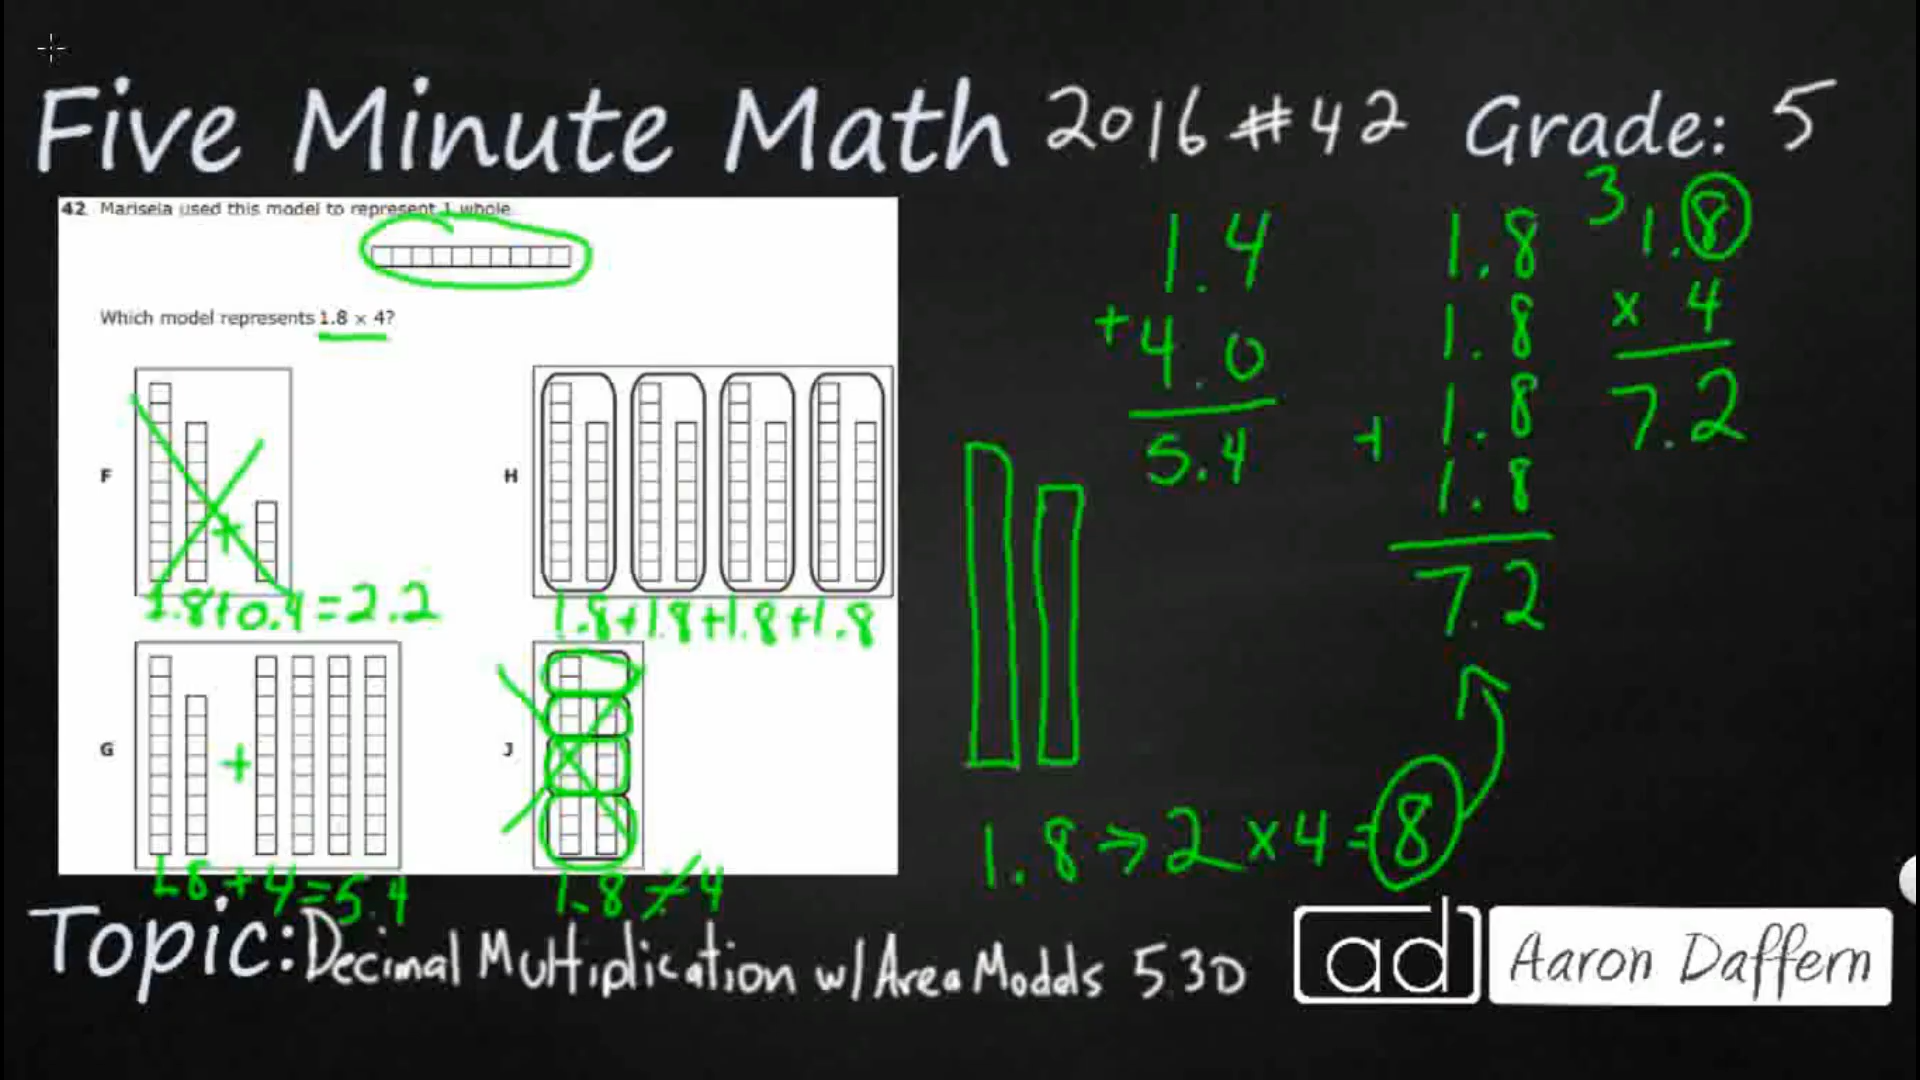 Five Minute Math 2016 #42 Grade: 5
42 Marisela used this model to represent 1 whole.
Which model represents 1.8 × 4?
F
+
1.8+0.4=2.2
H
1.8+1.8+1.8+1.8
G
+
1.8+4=5.4
J
1.8 ≠ 4
1.4
+4.0
5.4
1.8
1.8
+ 1.8
1.8
7.2
3
1.8
x 4
7.2
1.8→2 x4=8
Topic: Decimal Multiplication w/ Area Models 5.3D
ad Aaron Daffern